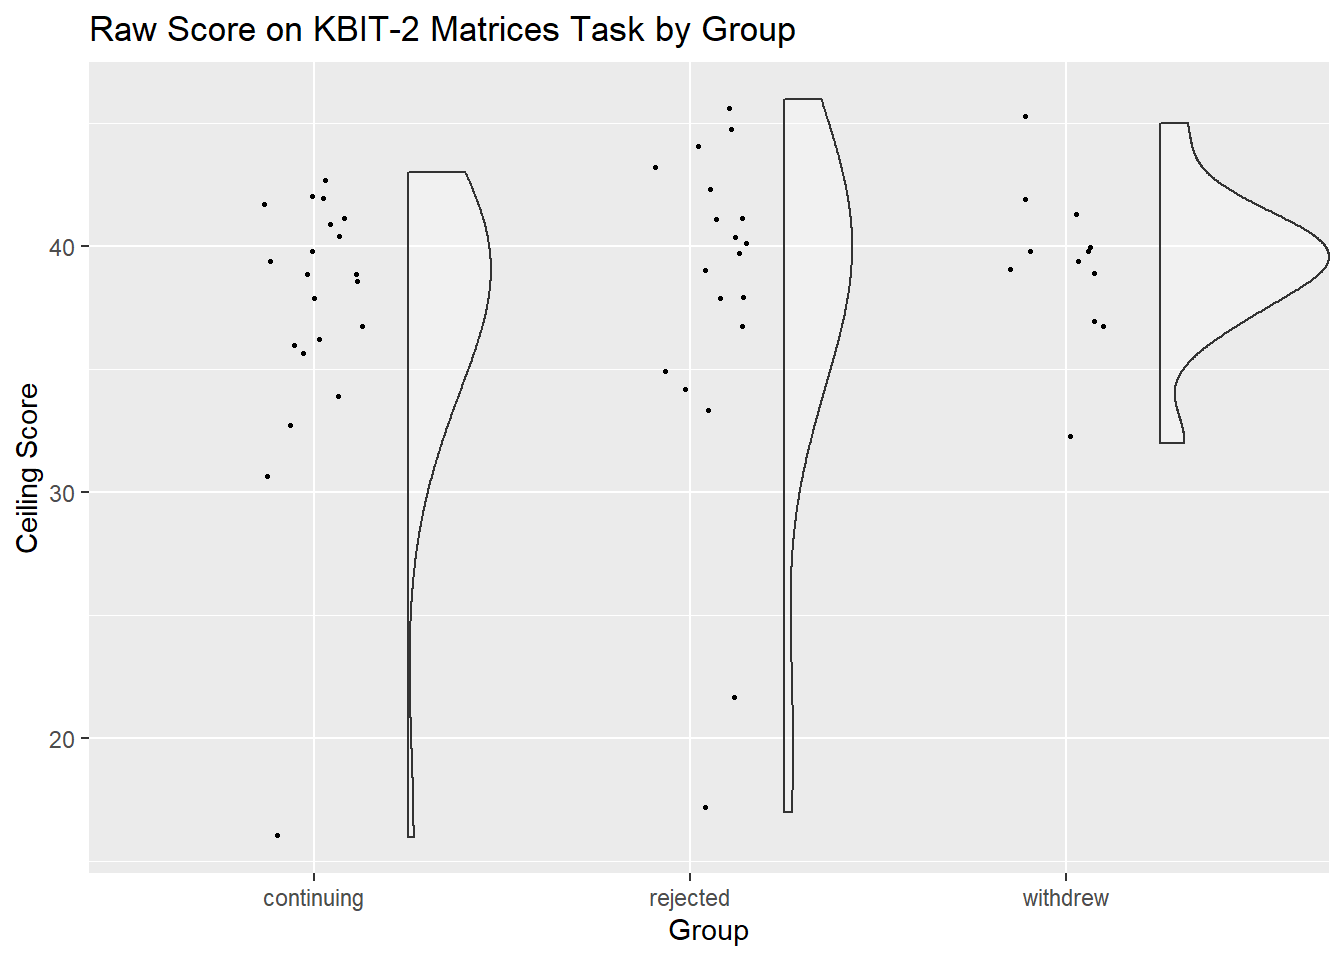 Raw Score on KBIT-2 Matrices Task by Group
Ceiling Score
40
30
20
continuing
rejected
withdrew
Group